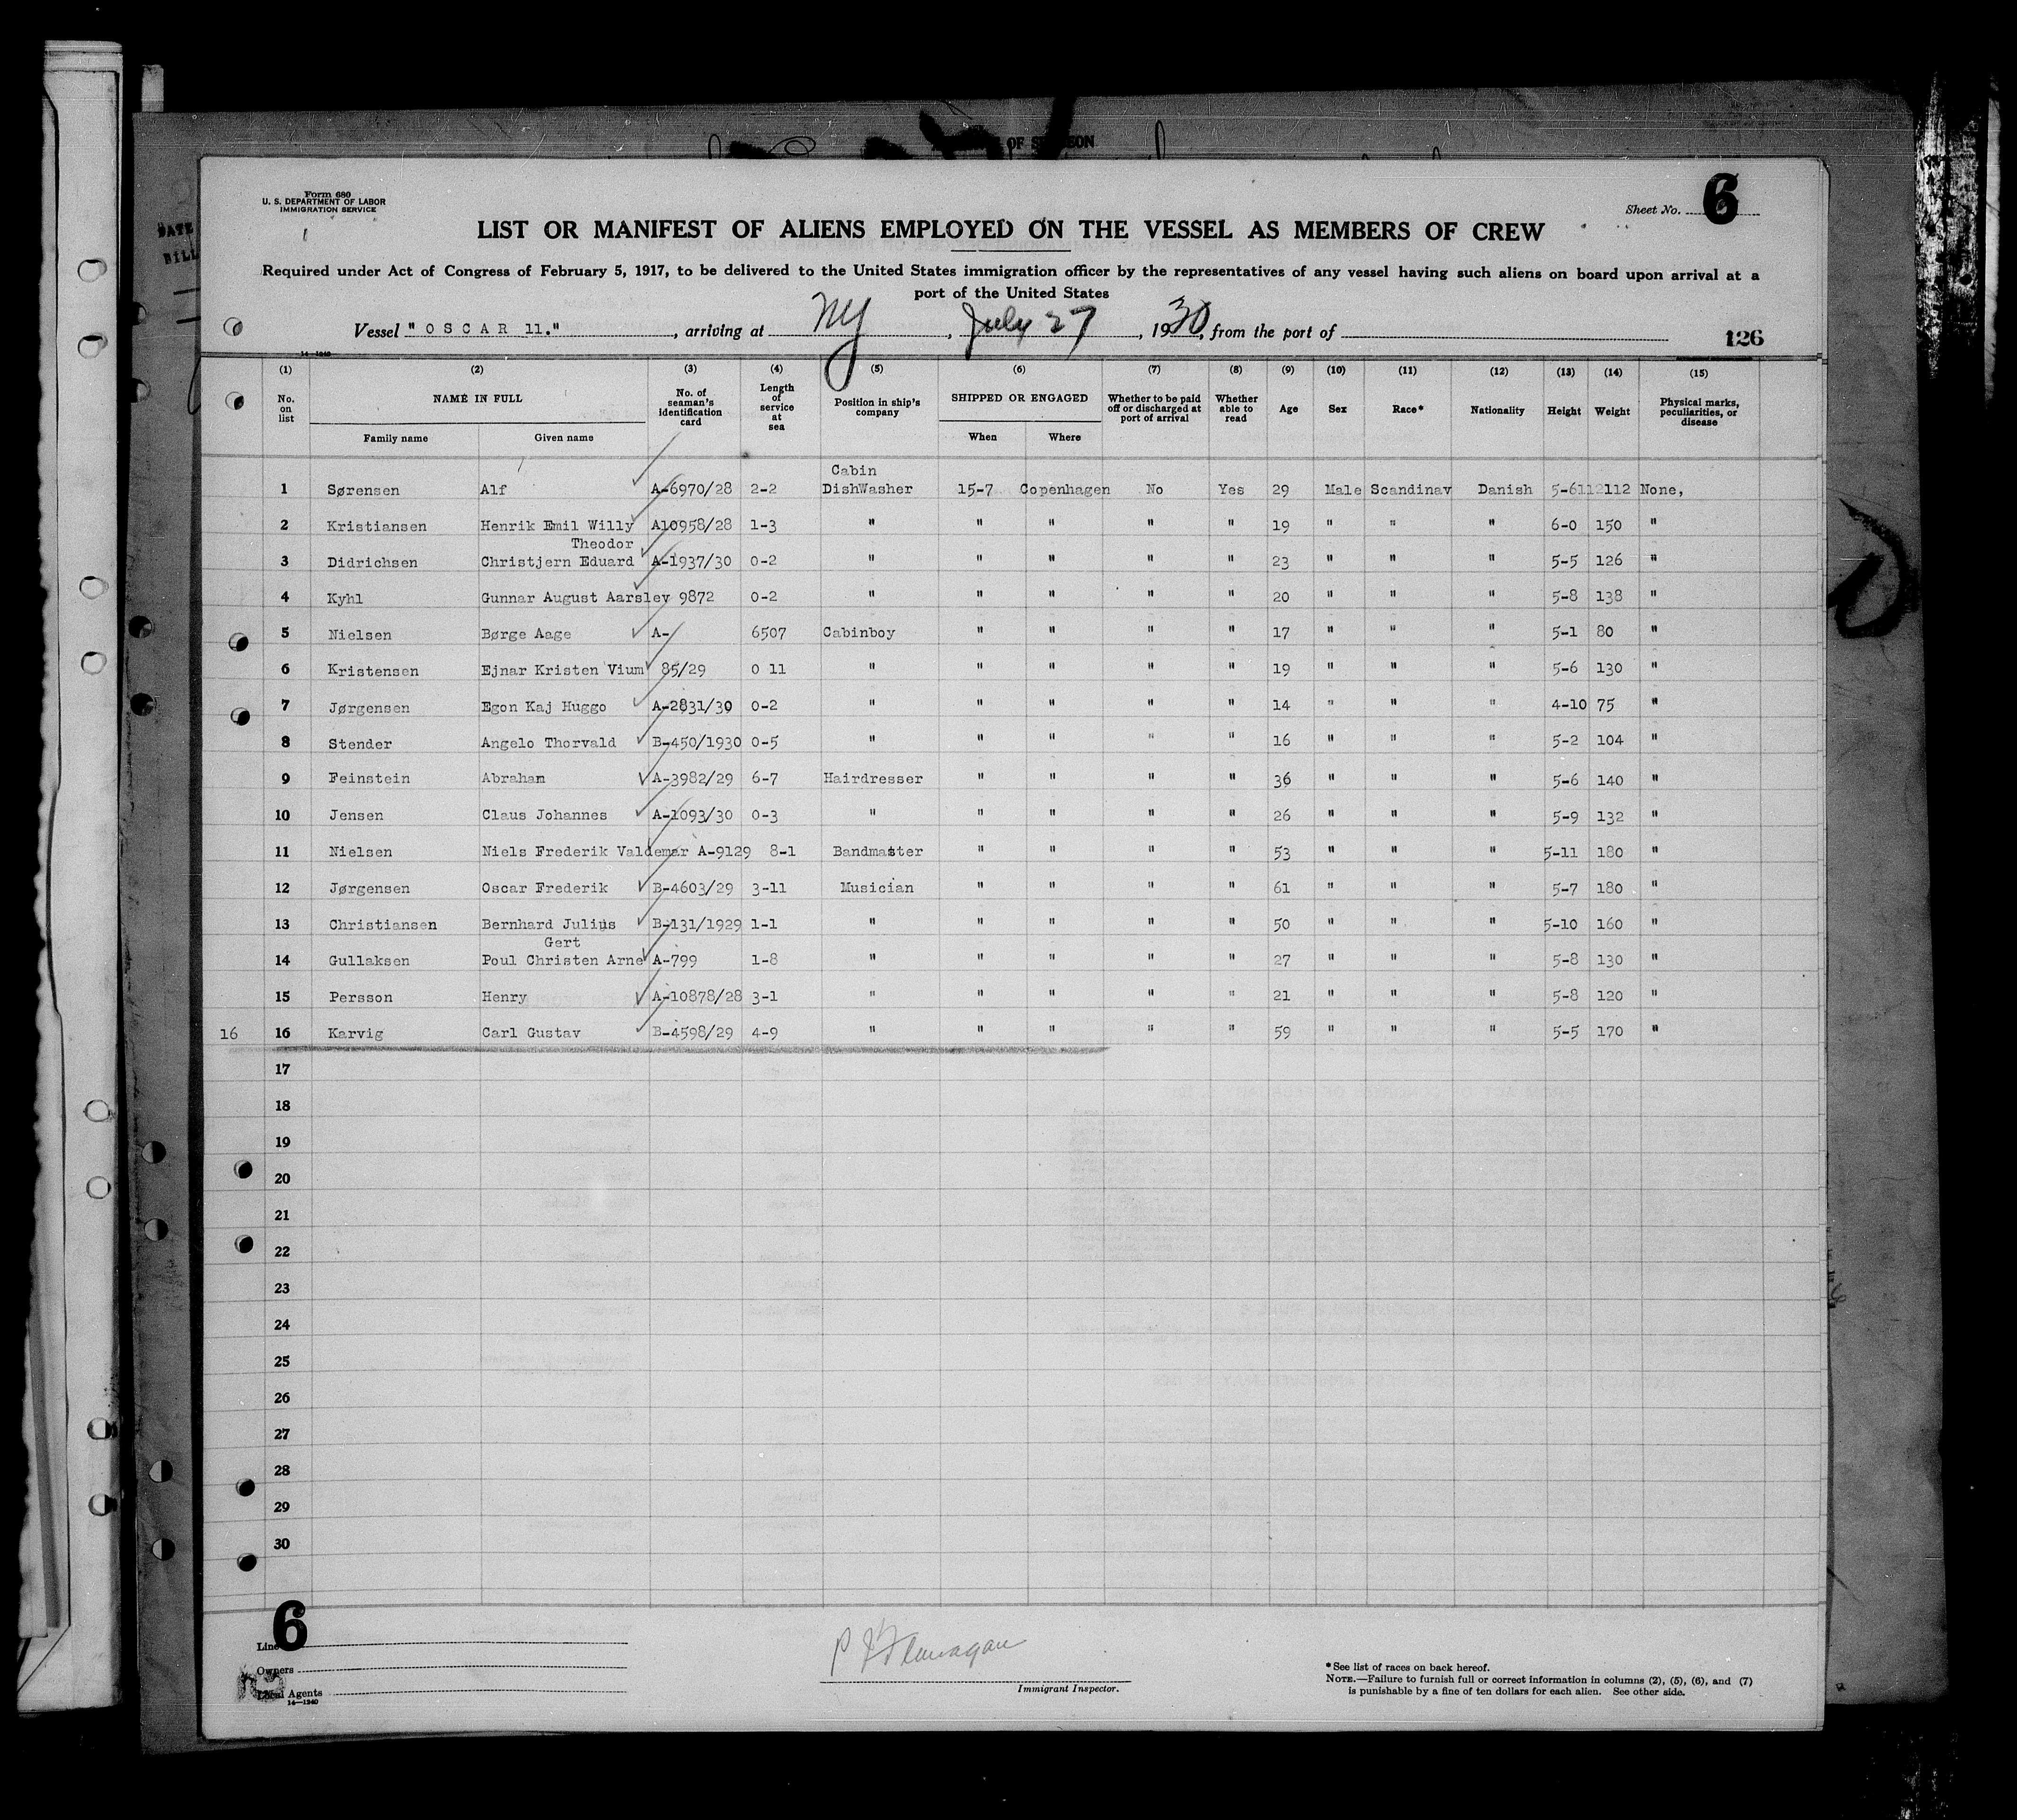 OF SURGEON
DATE
BILL
Form 680
U. S. DEPARTMENT OF LABOR
IMMIGRATION SERVICE
Sheet No. 6
LIST OR MANIFEST OF ALIENS EMPLOYED ON THE VESSEL AS MEMBERS OF CREW
Required under Act of Congress of February 5, 1917, to be delivered to the United States immigration officer by the representatives of any vessel having such aliens on board upon arrival at a
port of the United States
Vessel " O S C A R 11." , arriving at NY , July 27 , 1930, from the port of
126
14—1240
(1) (2) (3) (4) (5) (6) (7) (8) (9) (10) (11) (12) (13) (14) (15)
No. on list NAME IN FULL No. of seaman's identification card Length of service at sea Position in ship's company SHIPPED OR ENGAGED Whether to be paid off or discharged at port of arrival Whether able to read Age Sex Race* Nationality Height Weight Physical marks, peculiarities, or disease
Family name Given name When Where
Cabin
1 Sørensen Alf A-6970/28 2-2 DishWasher 15-7 Copenhagen No Yes 29 Male Scandinav Danish 5-6112112 None,
2 Kristiansen Henrik Emil Willy A10958/28 1-3 " " " " " 19 " " " 6-0 150 "
Theodor
3 Didrichsen Christjern Eduard A-1937/30 0-2 " " " " " 23 " " " 5-5 126 "
4 Kyhl Gunnar August Aarslev 9872 0-2 " " " " " 20 " " " 5-8 138 "
5 Nielsen Børge Aage A- 6507 Cabinboy " " " " 17 " " " 5-1 80 "
6 Kristensen Ejnar Kristen Vium 85/29 0 11 " " " " " 19 " " " 5-6 130 "
7 Jørgensen Egon Kaj Huggo A-2831/30 0-2 " " " " " 14 " " " 4-10 75 "
8 Stender Angelo Thorvald B-450/1930 0-5 " " " " " 16 " " " 5-2 104 "
9 Feinstein Abraham A-3982/29 6-7 Hairdresser " " " " 36 " " " 5-6 140 "
10 Jensen Claus Johannes A-1093/30 0-3 " " " " " 26 " " " 5-9 132 "
11 Nielsen Niels Frederik Valdemar A-9129 8-1 Bandmaster " " " " 53 " " " 5-11 180 "
12 Jørgensen Oscar Frederik B-4603/29 3-11 Musician " " " " 61 " " " 5-7 180 "
13 Christiansen Bernhard Julius B-131/1929 1-1 " " " " " 50 " " " 5-10 160 "
Gert
14 Gullaksen Poul Christen Arne A-799 1-8 " " " " " 27 " " " 5-8 130 "
15 Persson Henry A-10878/28 3-1 " " " " " 21 " " " 5-8 120 "
16 16 Karvig Carl Gustav B-4598/29 4-9 " " " " " 59 " " " 5-5 170 "
17
18
19
20
21
22
23
24
25
26
27
28
29
30
6
Line
Owners
Local Agents
14—1240
P J Flanagan
Immigrant Inspector.
* See list of races on back hereof.
NOTE.—Failure to furnish full or correct information in columns (2), (5), (6), and (7)
is punishable by a fine of ten dollars for each alien. See other side.